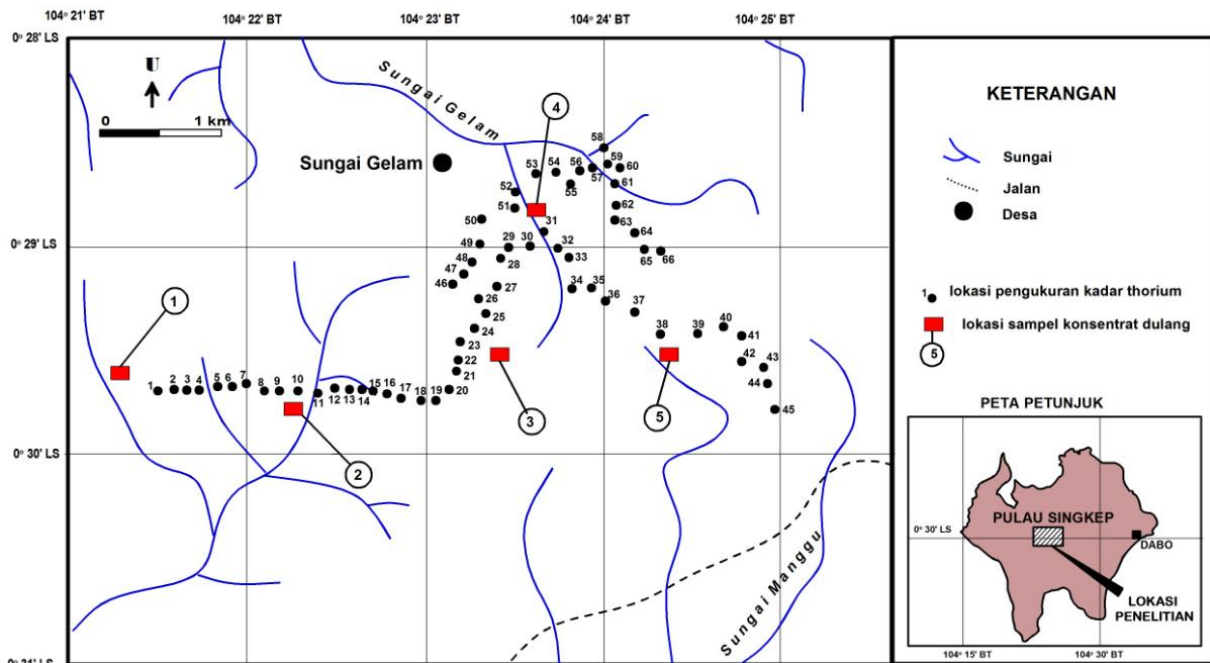 104° 21' BT 104° 22' BT 104° 23' BT 104° 24' BT 104° 25' BT
0° 28' LS
U
0 1 km
Sungai Gelam
Sungai Gelam
4
58
53 54 56 57 59 60
55 61
52
51 62
50 63
31 64
49 29 30 32 65 66
48 28 33
0° 29' LS
47
46 27 34 35
26 36
25 37
24 38 39 40 41
23
22 42 43
21 44
20 45
1
1 2 3 4 5 6 7 8 9 10 11 12 13 14 15 16 17 18 19
2
3
5
0° 30' LS
Sungai Manggu
KETERANGAN
Sungai
Jalan
Desa
1 lokasi pengukuran kadar thorium
lokasi sampel konsentrat dulang
5
PETA PETUNJUK
PULAU SINGKEP
0° 30' LS
DABO
LOKASI
PENELITIAN
104° 15' BT 104° 30' BT